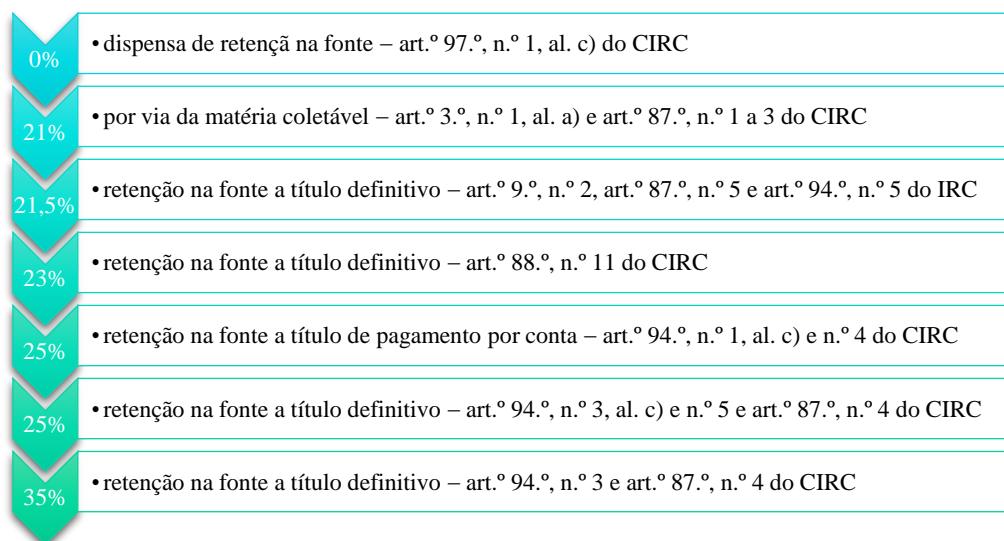 0%
• dispensa de retençã na fonte – art.º 97.º, n.º 1, al. c) do CIRC
21%
• por via da matéria coletável – art.º 3.º, n.º 1, al. a) e art.º 87.º, n.º 1 a 3 do CIRC
21,5%
• retenção na fonte a título definitivo – art.º 9.º, n.º 2, art.º 87.º, n.º 5 e art.º 94.º, n.º 5 do IRC
23%
• retenção na fonte a título definitivo – art.º 88.º, n.º 11 do CIRC
25%
• retenção na fonte a título de pagamento por conta – art.º 94.º, n.º 1, al. c) e n.º 4 do CIRC
25%
• retenção na fonte a título definitivo – art.º 94.º, n.º 3, al. c) e n.º 5 e art.º 87.º, n.º 4 do CIRC
35%
• retenção na fonte a título definitivo – art.º 94.º, n.º 3 e art.º 87.º, n.º 4 do CIRC